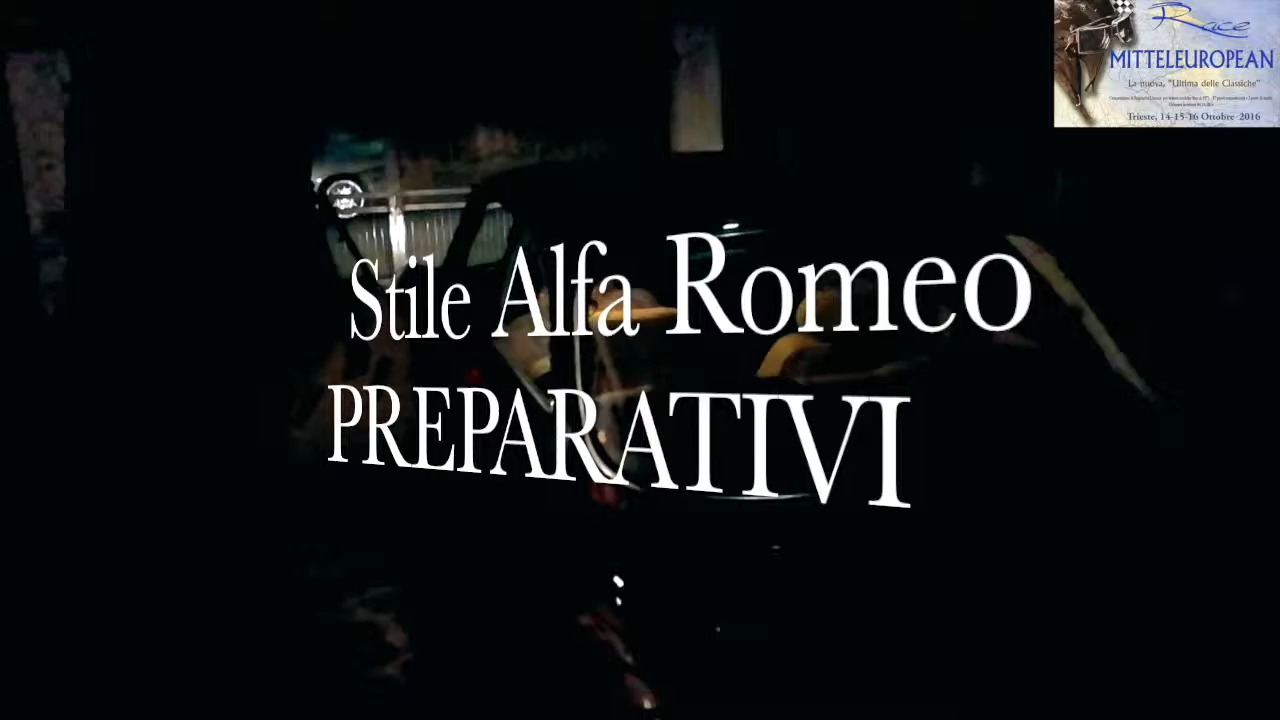 Race
MITTELEUROPEAN
La nuova, "Ultima delle Classiche"
Trieste, 14-15-16 Ottobre 2016
Stile Alfa Romeo
PREPARATIVI